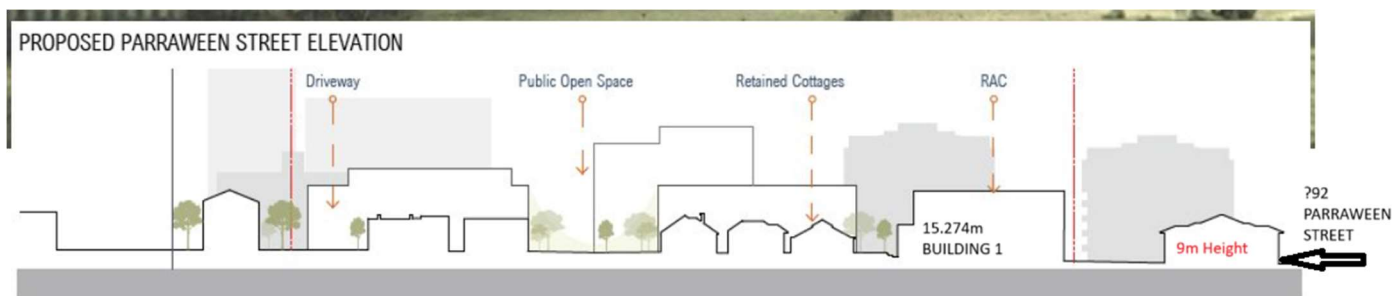 PROPOSED PARRAWEEN STREET ELEVATION
Driveway
Public Open Space
Retained Cottages
RAC
15.274m
BUILDING 1
9m Height
?92
PARRAWEEN
STREET